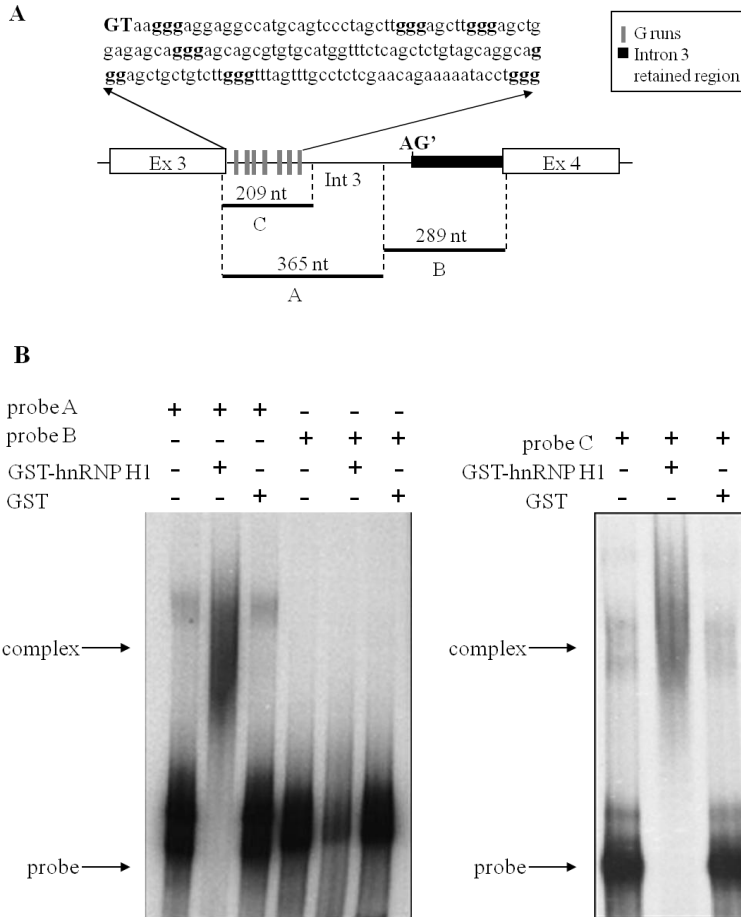 A
GTaagggaggaggccatgcagtccctagcttgggagcttgggagctg
gagagcagggagcagcgtgtgcatggtttctcagctctgtagcaggcag
ggagctgctgtcttgggtttagtttgcctctcgaacagaaaaatacctggg
G runs
Intron 3
retained region
Ex 3
Int 3
AG'
Ex 4
209 nt
C
289 nt
B
365 nt
A
B
probe A + + + - - -
probe B - - - + + +
GST-hnRNP H1 - + - - + -
GST - - + - - +
complex
probe
probe C + + +
GST-hnRNP H1 - + -
GST - - +
complex
probe